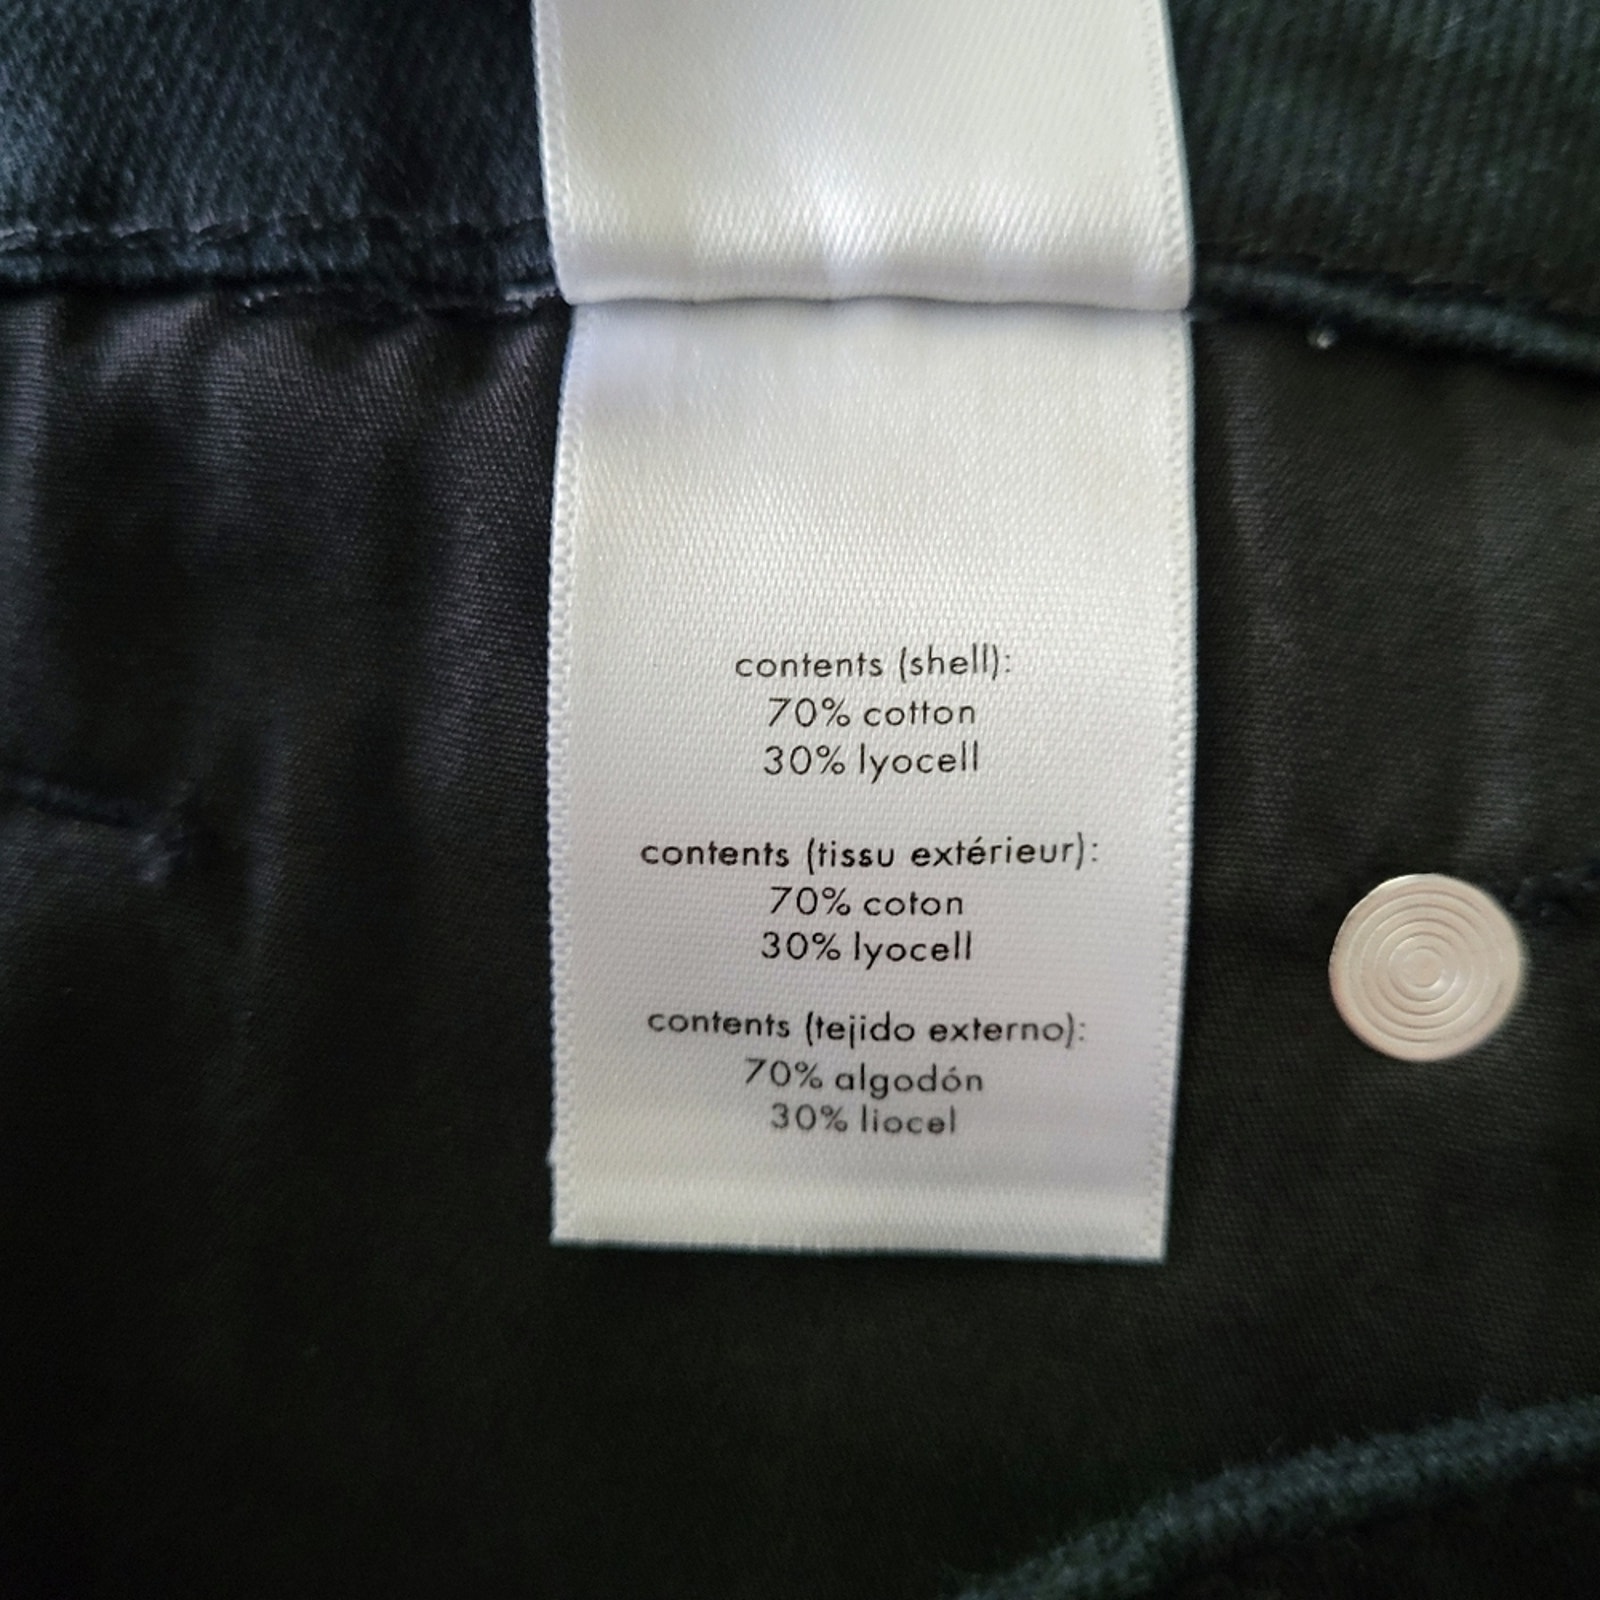 contents (shell):
70% cotton
30% lyocell
contents (tissu extérieur):
70% coton
30% lyocell
contents (tejido externo):
70% algodón
30% liocel